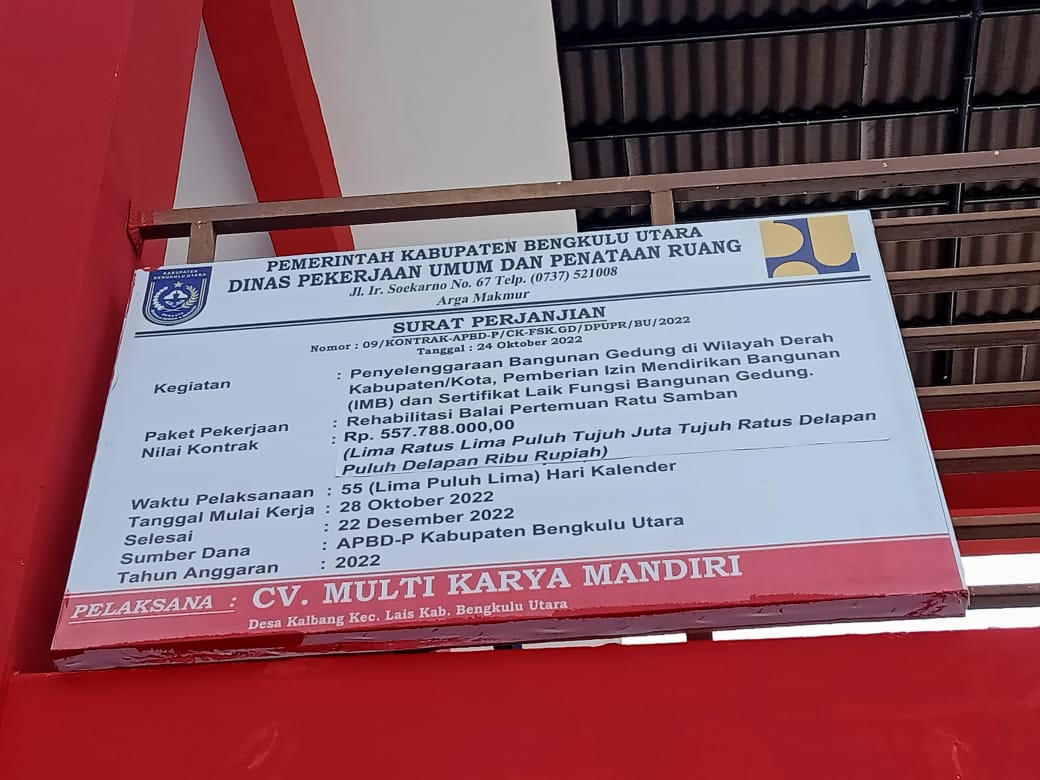 KABUPATEN
BENGKULU UTARA
PEMERINTAH KABUPATEN BENGKULU UTARA
DINAS PEKERJAAN UMUM DAN PENATAAN RUANG
Jl. Ir. Soekarno No. 67 Telp. (0737) 521008
Arga Makmur
SURAT PERJANJIAN
Nomor : 09/KONTRAK-APBD-P/CK-FSK.GD/DPUPR/BU/2022
Tanggal : 24 Oktober 2022
Kegiatan : Penyelenggaraan Bangunan Gedung di Wilayah Derah
Kabupaten/Kota, Pemberian Izin Mendirikan Bangunan
(IMB) dan Sertifikat Laik Fungsi Bangunan Gedung.
Paket Pekerjaan : Rehabilitasi Balai Pertemuan Ratu Samban
Nilai Kontrak : Rp. 557.788.000,00
(Lima Ratus Lima Puluh Tujuh Juta Tujuh Ratus Delapan
Puluh Delapan Ribu Rupiah)
Waktu Pelaksanaan : 55 (Lima Puluh Lima) Hari Kalender
Tanggal Mulai Kerja : 28 Oktober 2022
Selesai : 22 Desember 2022
Sumber Dana : APBD-P Kabupaten Bengkulu Utara
Tahun Anggaran : 2022
PELAKSANA : CV. MULTI KARYA MANDIRI
Desa Kalbang Kec. Lais Kab. Bengkulu Utara